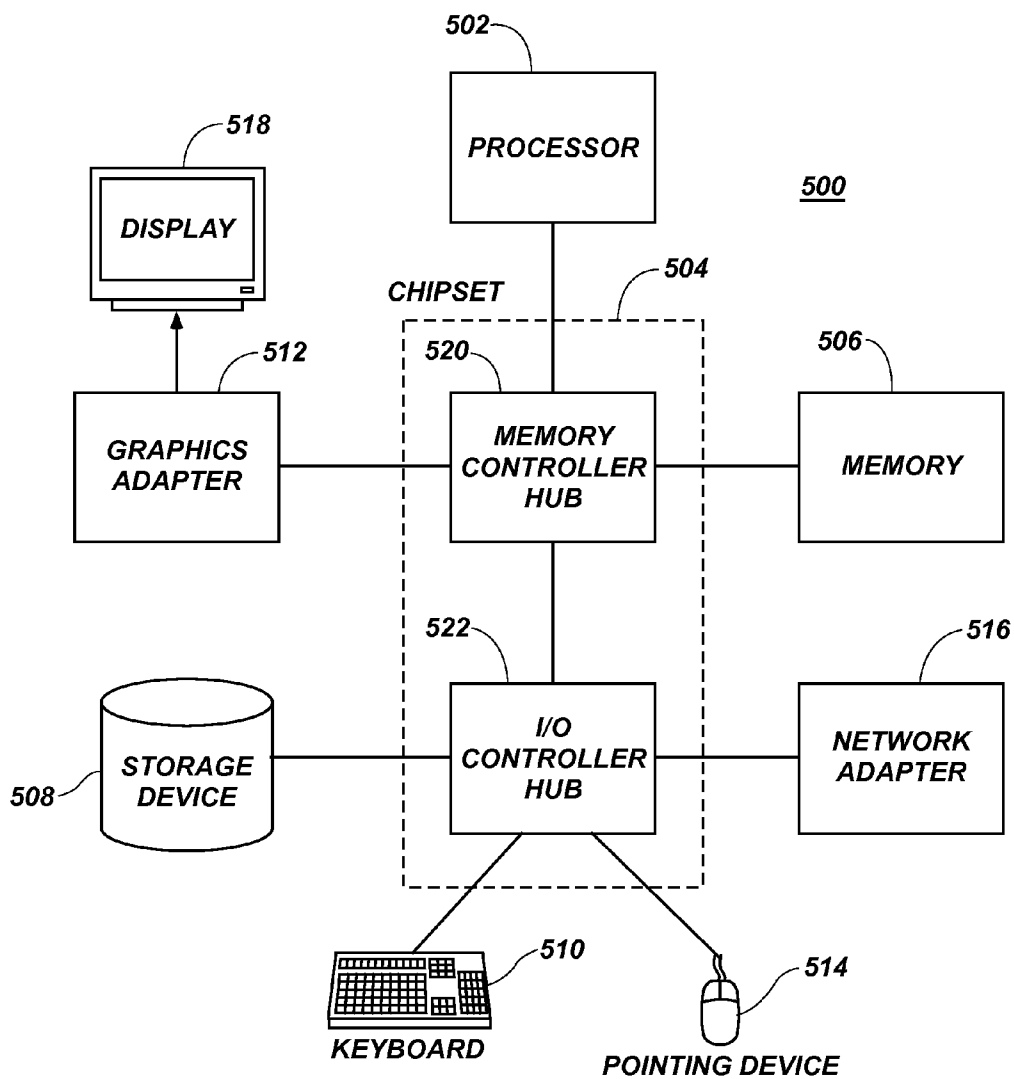 502
PROCESSOR
518
DISPLAY
500
CHIPSET
504
512
520
506
GRAPHICS
ADAPTER
MEMORY
CONTROLLER
HUB
MEMORY
522
516
508
STORAGE
DEVICE
I/O
CONTROLLER
HUB
NETWORK
ADAPTER
510
KEYBOARD
514
POINTING DEVICE